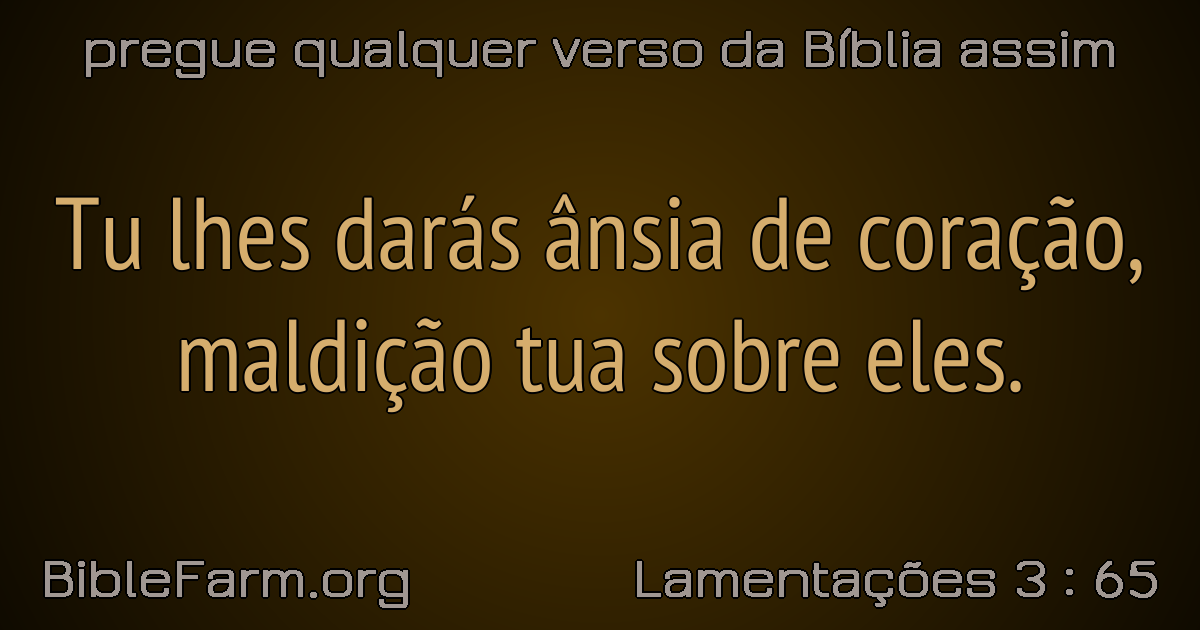 pregue qualquer verso da Bíblia assim
Tu lhes darás ânsia de coração,
maldição tua sobre eles.
BibleFarm.org
Lamentações 3 : 65